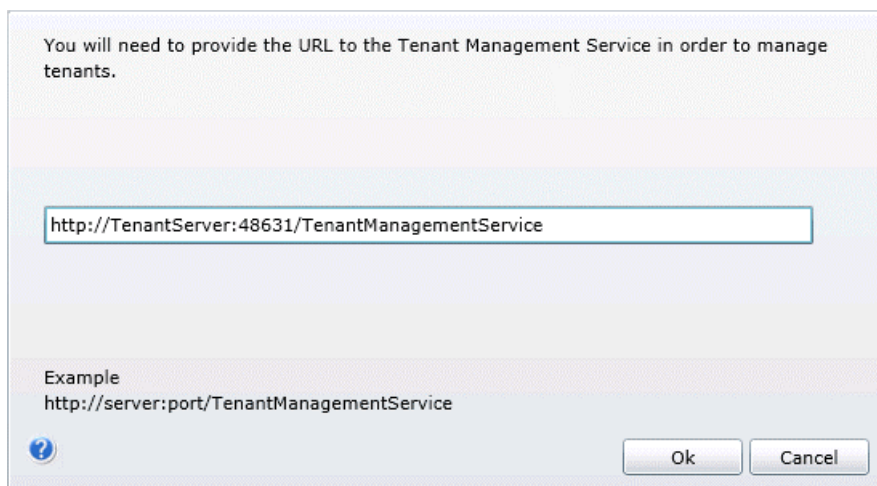 You will need to provide the URL to the Tenant Management Service in order to manage
tenants.
http://TenantServer:48631/TenantManagementService
Example
http://server:port/TenantManagementService
?
Ok
Cancel